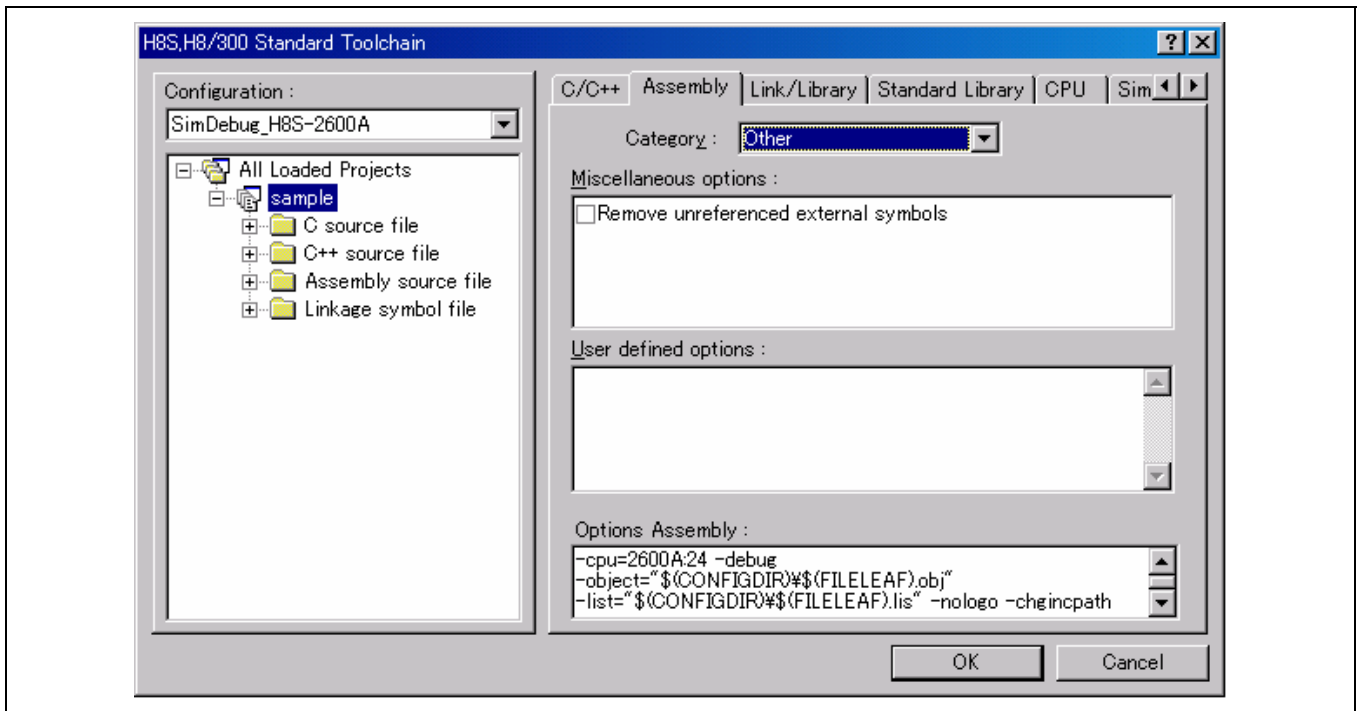 H8S,H8/300 Standard Toolchain
Configuration :
SimDebug_H8S-2600A
All Loaded Projects
sample
C source file
C++ source file
Assembly source file
Linkage symbol file
C/C++ Assembly Link/Library Standard Library CPU Sim
Category : Other
Miscellaneous options :
Remove unreferenced external symbols
User defined options :
Options Assembly :
-cpu=2600A:24 -debug
-object="$(CONFIGDIR)¥$(FILELEAF).obj"
-list="$(CONFIGDIR)¥$(FILELEAF).lis" -nologo -chgincpath
OK Cancel